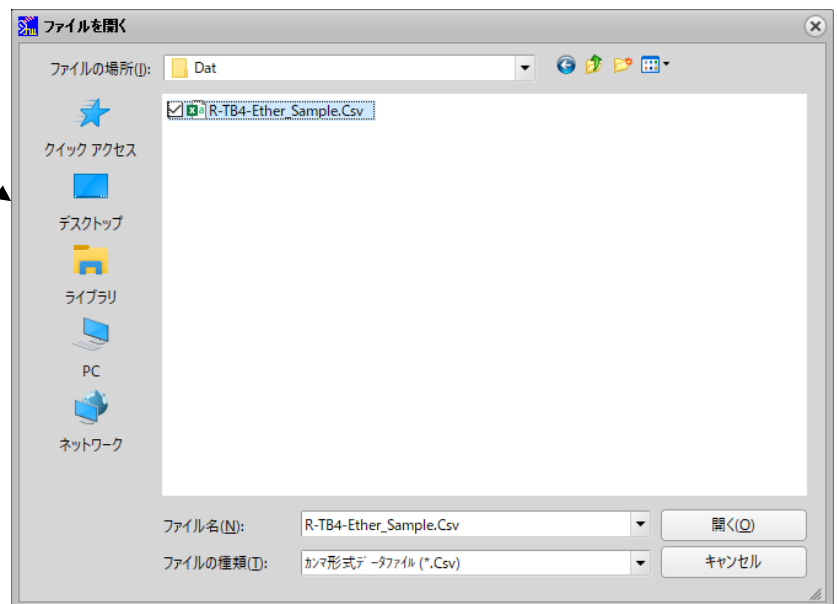 ファイルを開く
ファイルの場所(I):
Dat
R-TB4-Ether_Sample.Csv
クイック アクセス
デスクトップ
ライブラリ
PC
ネットワーク
ファイル名(N):
R-TB4-Ether_Sample.Csv
開く(O)
ファイルの種類(T):
ｶﾝﾏ形式ﾃﾞｰﾀﾌｧｲﾙ (*.Csv)
キャンセル